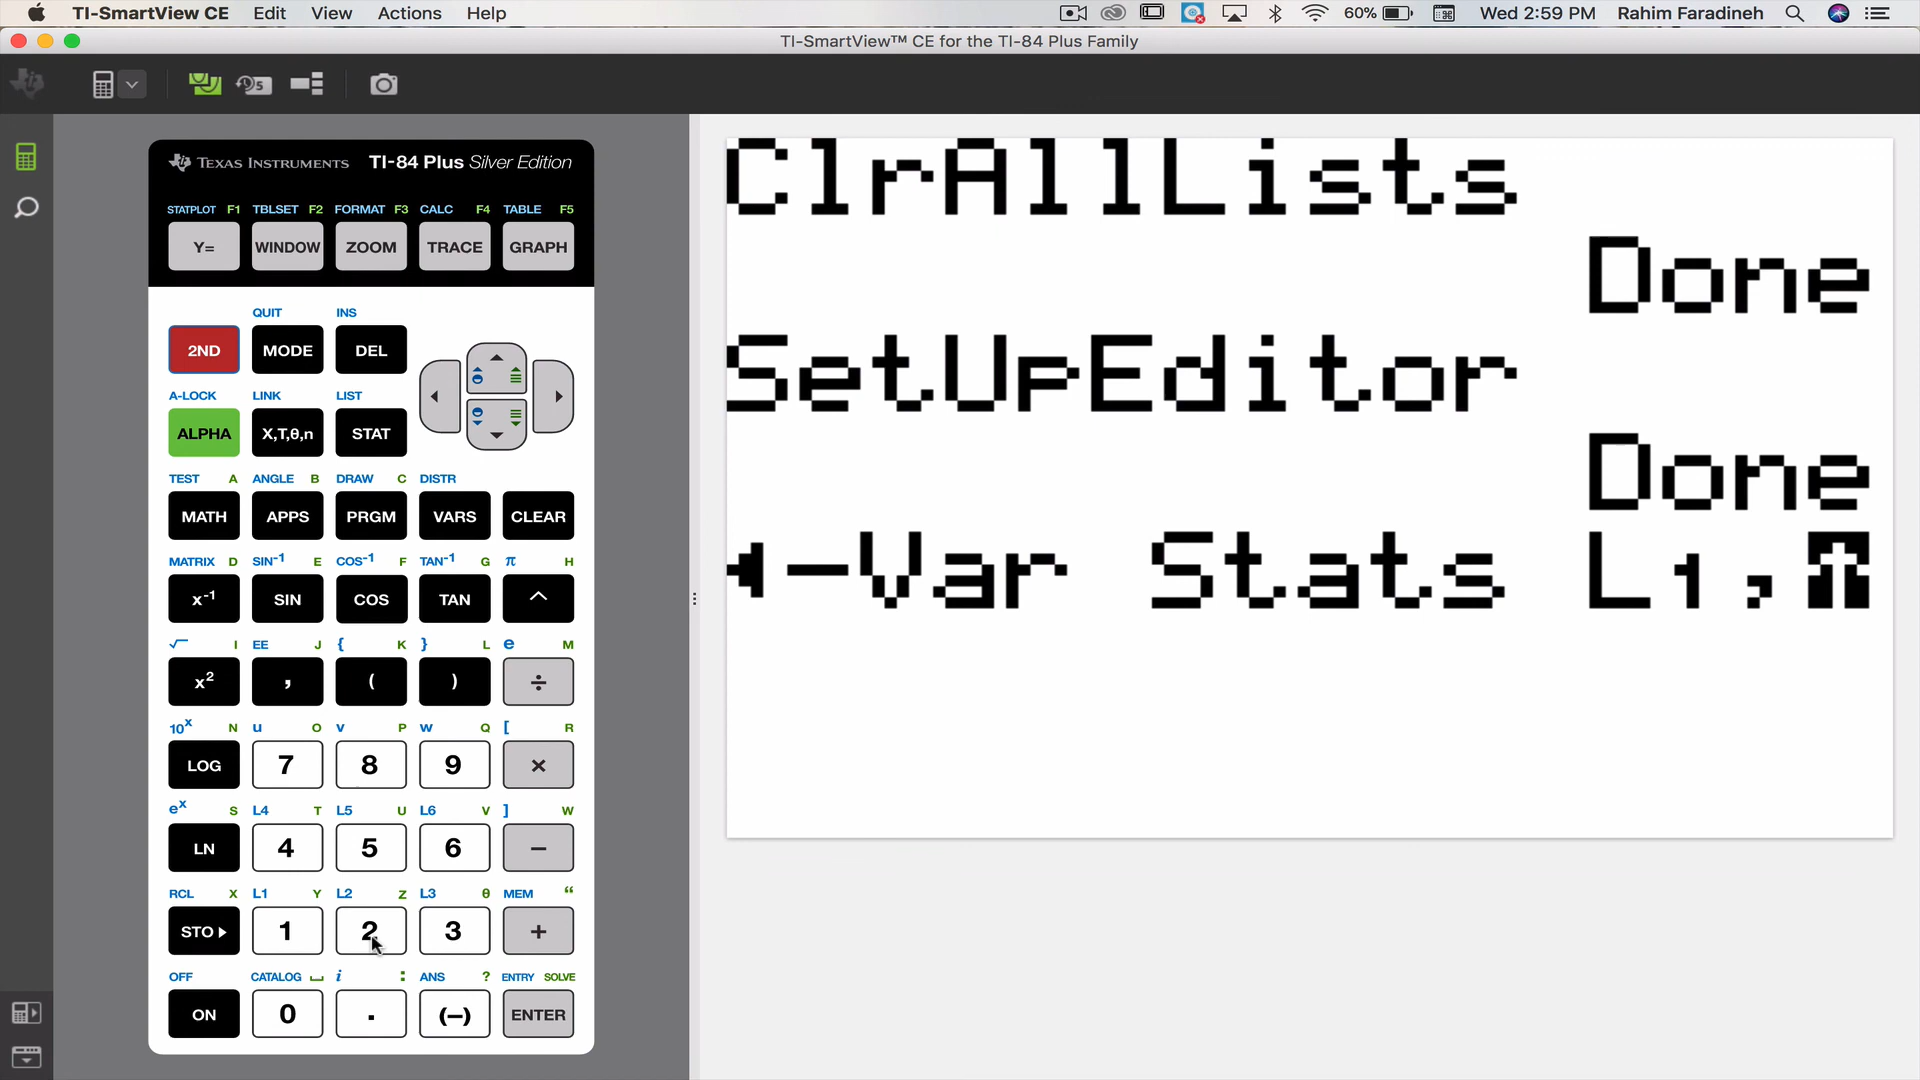 TI-SmartView CE Edit View Actions Help 60% Wed 2:59 PM Rahim Faradineh
TI-SmartView™ CE for the TI-84 Plus Family
TEXAS INSTRUMENTS TI-84 Plus Silver Edition
STATPLOT F1 TBLSET F2 FORMAT F3 CALC F4 TABLE F5
Y= WINDOW ZOOM TRACE GRAPH
QUIT INS
2ND MODE DEL
A-LOCK LINK LIST
ALPHA X,T,θ,n STAT
TEST A ANGLE B DRAW C DISTR
MATH APPS PRGM VARS CLEAR
MATRIX D SIN⁻¹ E COS⁻¹ F TAN⁻¹ G π H
x⁻¹ SIN COS TAN ^
√ I EE J { K } L e M
x² , ( ) ÷
10ˣ N u O v P w Q [ R
LOG 7 8 9 ×
eˣ S L4 T L5 U L6 V ] W
LN 4 5 6 −
RCL X L1 Y L2 Z L3 θ MEM “
STO▸ 1 2 3 +
OFF CATALOG ⎵ i : ANS ? ENTRY SOLVE
ON 0 . (−) ENTER
ClrAllLists
Done
SetUpEditor
Done
-Var Stats L1,